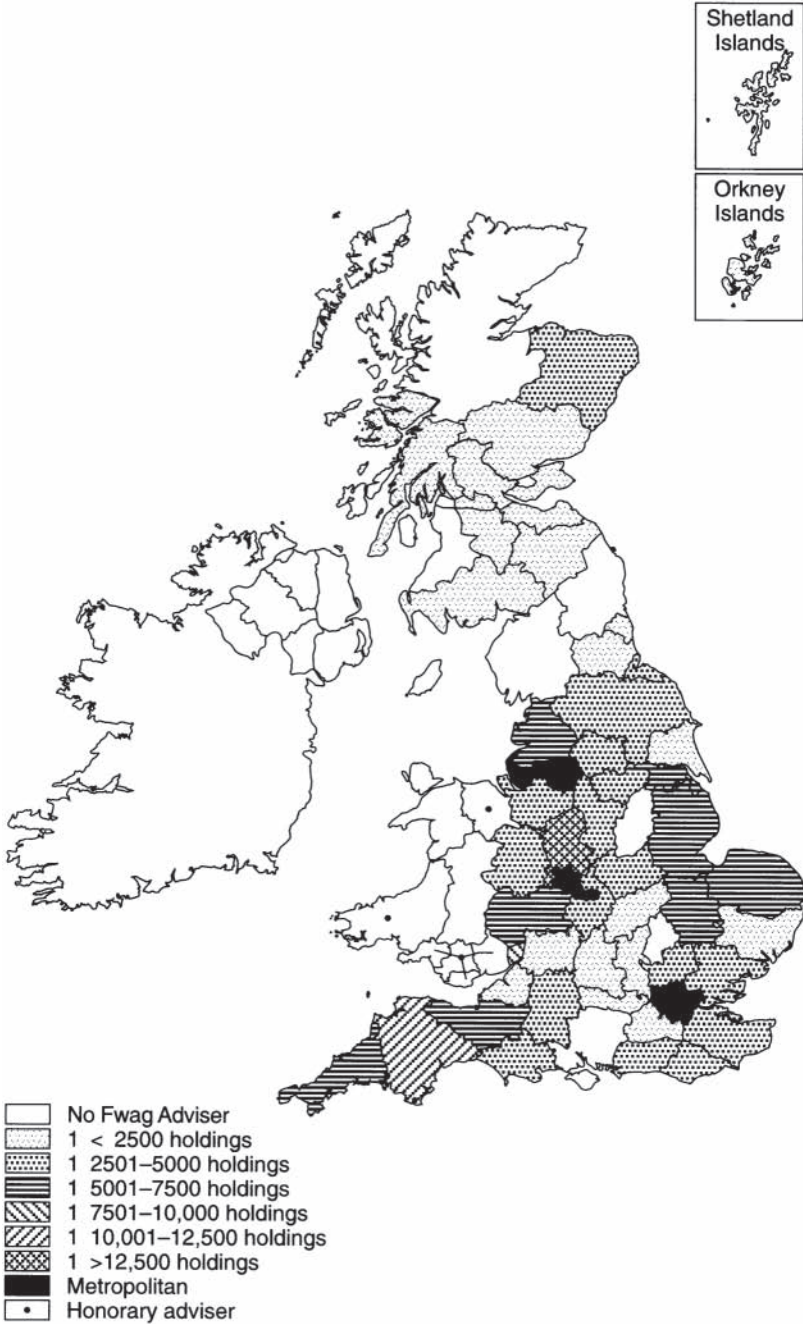 Shetland
Islands
Orkney
Islands
No Fwag Adviser
1 < 2500 holdings
1 2501–5000 holdings
1 5001–7500 holdings
1 7501–10,000 holdings
1 10,001–12,500 holdings
1 >12,500 holdings
Metropolitan
Honorary adviser